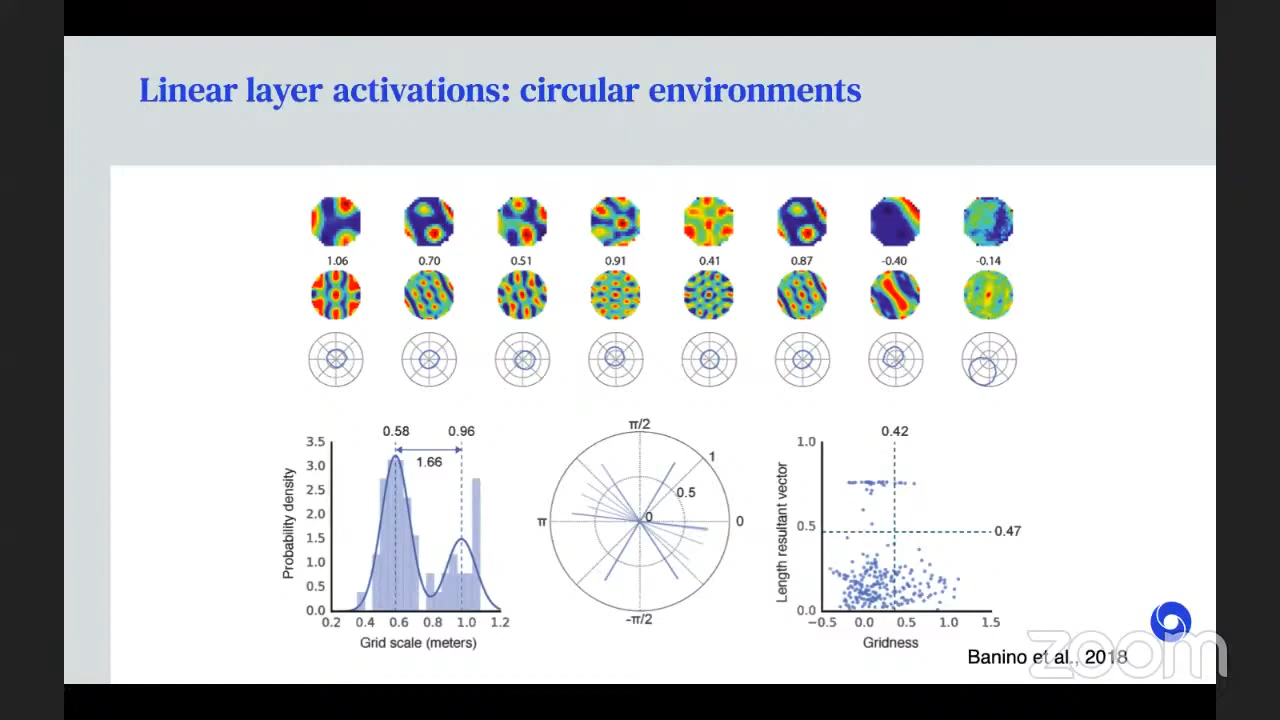 Linear layer activations: circular environments
1.06 0.70 0.51 0.91 0.41 0.87 -0.40 -0.14
0.58 0.96
1.66
Probability density
3.5
3.0
2.5
2.0
1.5
1.0
0.5
0.0
0.2 0.4 0.6 0.8 1.0 1.2
Grid scale (meters)
π/2
1
0.5
0
0
π
-π/2
0.42
Length resultant vector
1.0
0.5
0.47
0.0
−0.5 0.0 0.5 1.0 1.5
Gridness
Banino et al., 2018
zoom